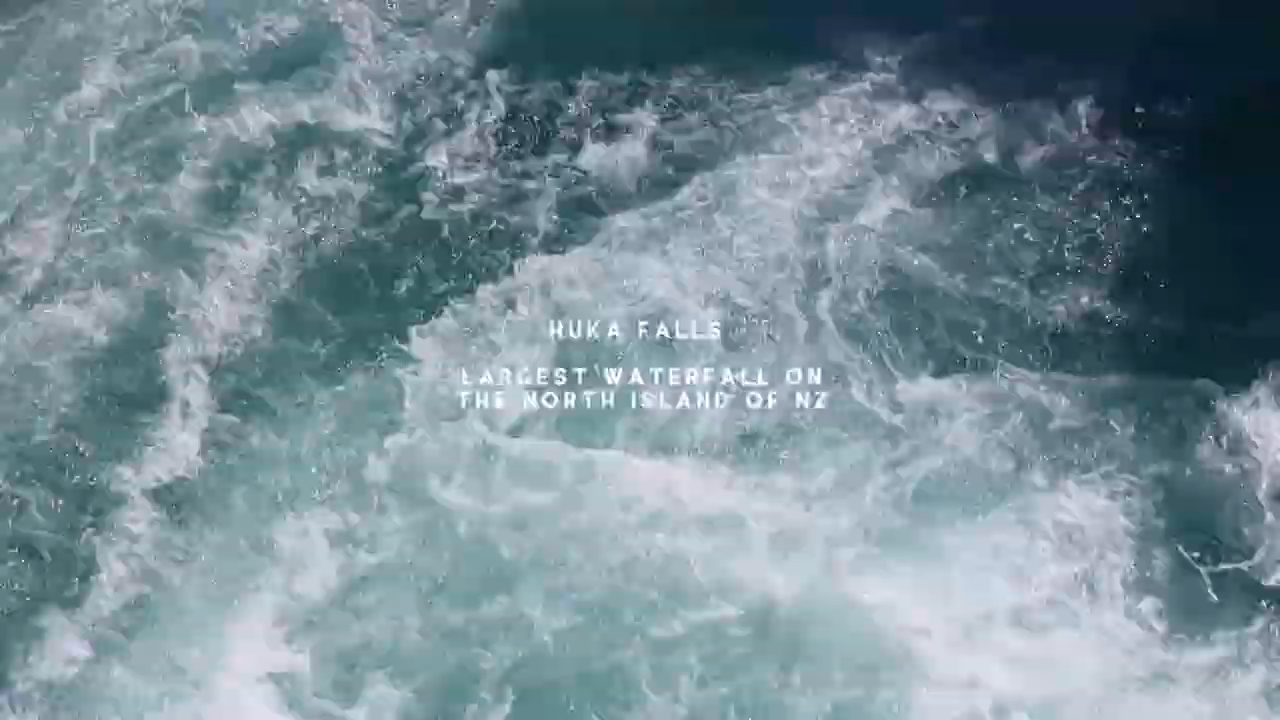 HUKA FALLS
LARGEST WATERFALL ON
THE NORTH ISLAND OF NZ